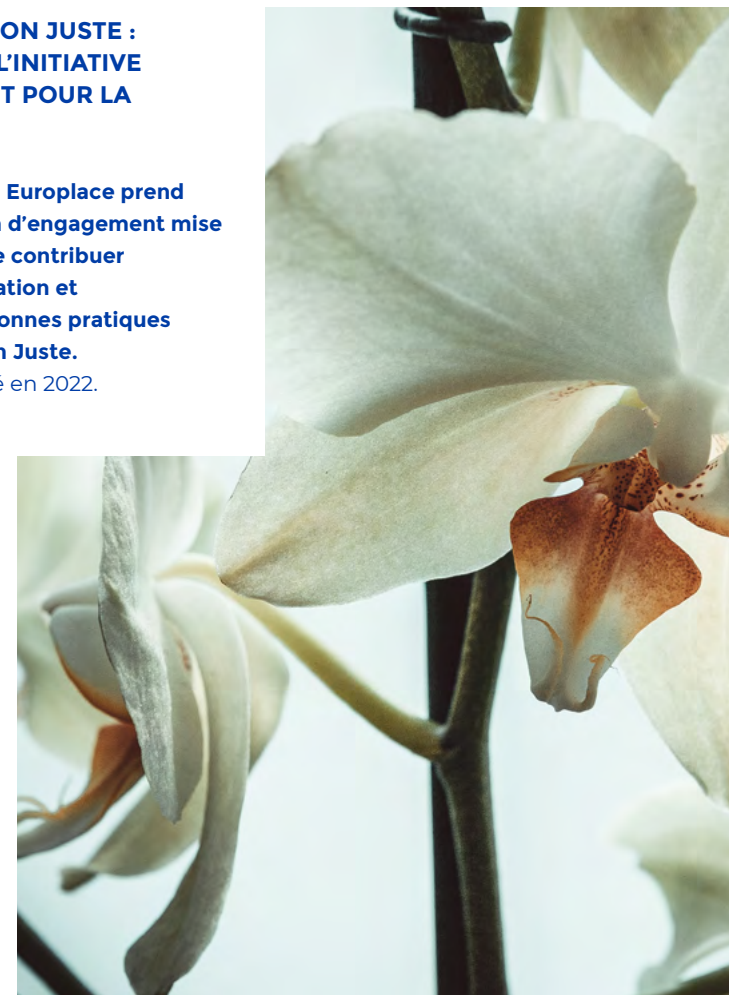 ON JUSTE :
L’INITIATIVE
T POUR LA
Europlace prend
d’engagement mise
contribuer
ation et
onnes pratiques
n Juste.
é en 2022.